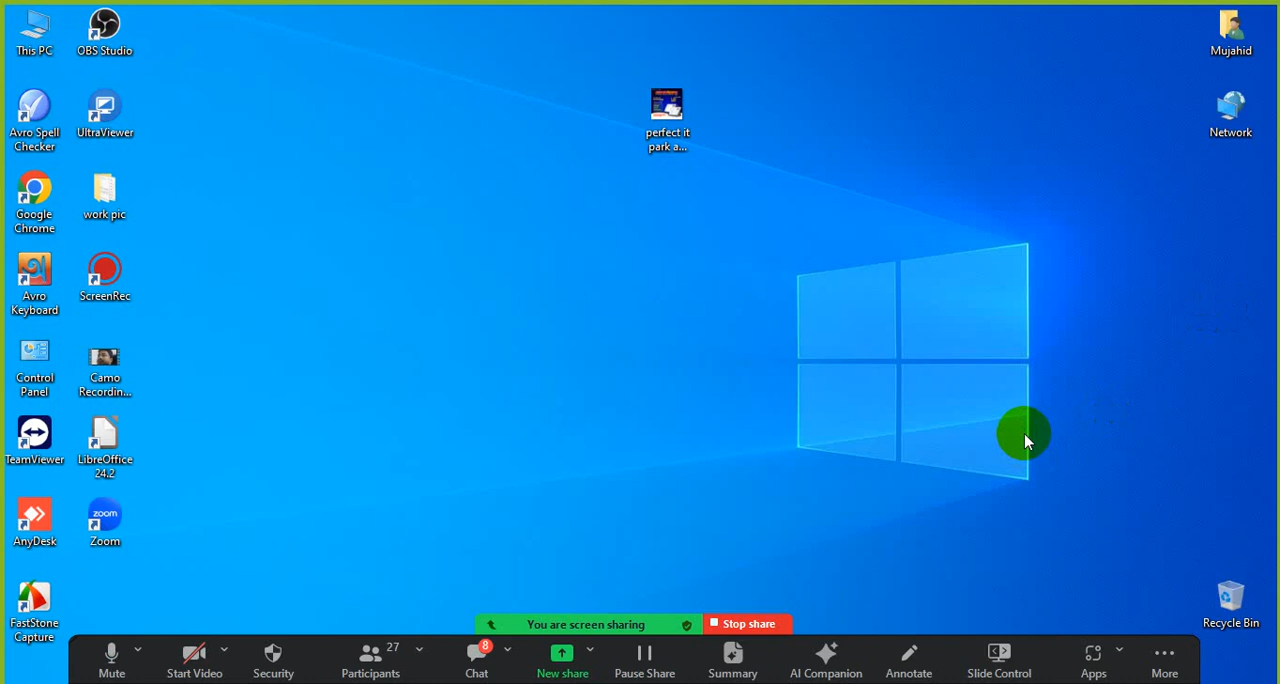 This PC
OBS Studio
Mujahid
Avro Spell
Checker
UltraViewer
perfect it
park a...
Network
Google
Chrome
work pic
Avro
Keyboard
ScreenRec
Control
Panel
Camo
Recordin...
TeamViewer
LibreOffice
24.2
AnyDesk
zoom
Zoom
FastStone
Capture
Recycle Bin
You are screen sharing
Stop share
27
8
Mute
Start Video
Security
Participants
Chat
New share
Pause Share
Summary
AI Companion
Annotate
Slide Control
Apps
More